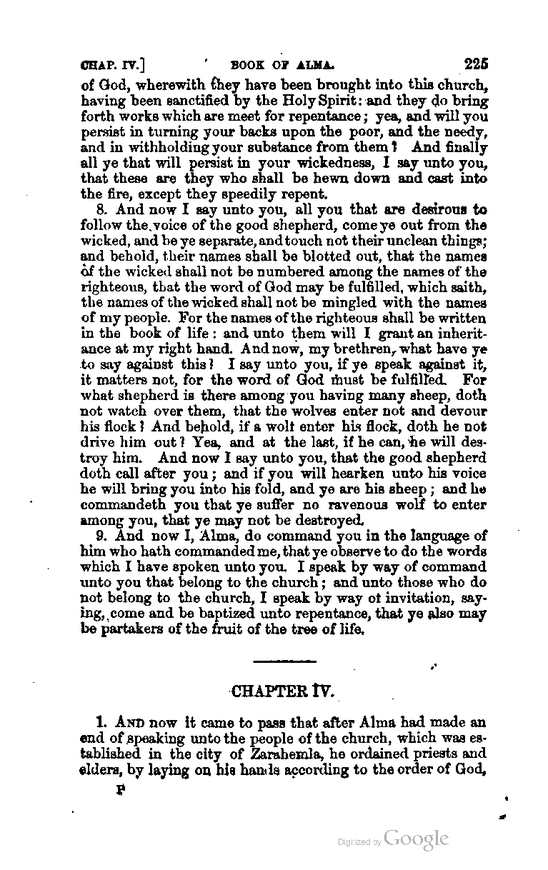 CHAP. IV.] BOOK OF ALMA. 225
of God, wherewith they have been brought into this church,
having been sanctified by the Holy Spirit: and they do bring
forth works which are meet for repentance; yea, and will you
persist in turning your backs upon the poor, and the needy,
and in withholding your substance from them? And finally
all ye that will persist in your wickedness, I say unto you,
that these are they who shall be hewn down and cast into
the fire, except they speedily repent.
8. And now I say unto you, all you that are desirous to
follow the voice of the good shepherd, come ye out from the
wicked, and be ye separate, and touch not their unclean things;
and behold, their names shall be blotted out, that the names
of the wicked shall not be numbered among the names of the
righteous, that the word of God may be fulfilled, which saith,
the names of the wicked shall not be mingled with the names
of my people. For the names of the righteous shall be written
in the book of life: and unto them will I grant an inherit-
ance at my right hand. And now, my brethren, what have ye
to say against this? I say unto you, if ye speak against it,
it matters not, for the word of God must be fulfilled. For
what shepherd is there among you having many sheep, doth
not watch over them, that the wolves enter not and devour
his flock? And behold, if a wolf enter his flock, doth he not
drive him out? Yea, and at the last, if he can, he will des-
troy him. And now I say unto you, that the good shepherd
doth call after you; and if you will hearken unto his voice
he will bring you into his fold, and ye are his sheep; and he
commandeth you that ye suffer no ravenous wolf to enter
among you, that ye may not be destroyed.
9. And now I, Alma, do command you in the language of
him who hath commanded me, that ye observe to do the words
which I have spoken unto you. I speak by way of command
unto you that belong to the church; and unto those who do
not belong to the church, I speak by way of invitation, say-
ing, come and be baptized unto repentance, that ye also may
be partakers of the fruit of the tree of life.
CHAPTER IV.
1. AND now it came to pass that after Alma had made an
end of speaking unto the people of the church, which was es-
tablished in the city of Zarahemla, he ordained priests and
elders, by laying on his hands according to the order of God,
P
Digitized by Google